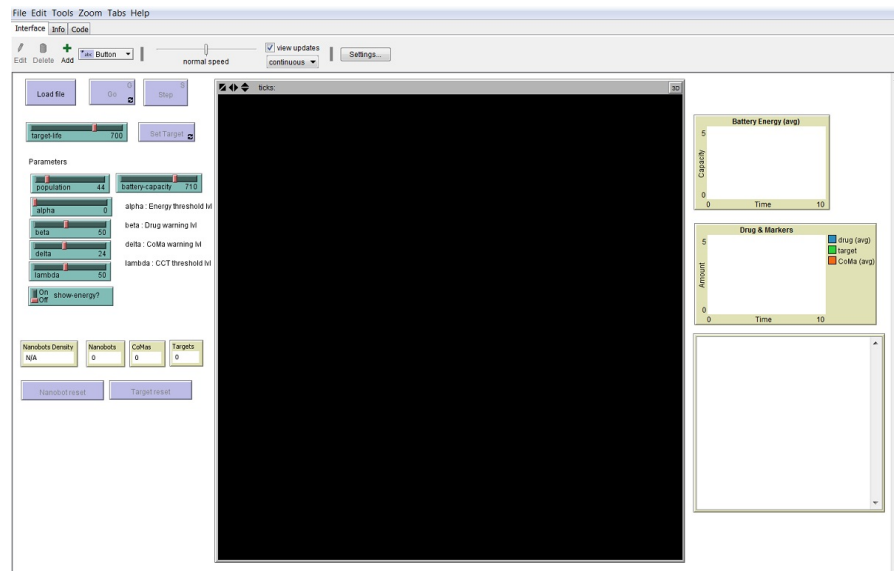 File Edit Tools Zoom Tabs Help
Interface Info Code
Edit Delete Add
abc Button
normal speed
view updates
continuous
Settings...
Load file
Go G
Step S
ticks:
3D
target-life 700
Set Target
Parameters
population 44
battery-capacity 710
alpha 0
alpha : Energy threshold lvl
beta 50
beta : Drug warning lvl
delta 24
delta : CoMa warning lvl
lambda 50
lambda : CCT threshold lvl
On
Off
show-energy?
Nanobots Density
N/A
Nanobots
0
CoMas
0
Targets
0
Nanobot reset
Target reset
Battery Energy (avg)
5
Capacity
0
0 Time 10
Drug & Markers
5
Amount
0
0 Time 10
drug (avg)
target
CoMa (avg)